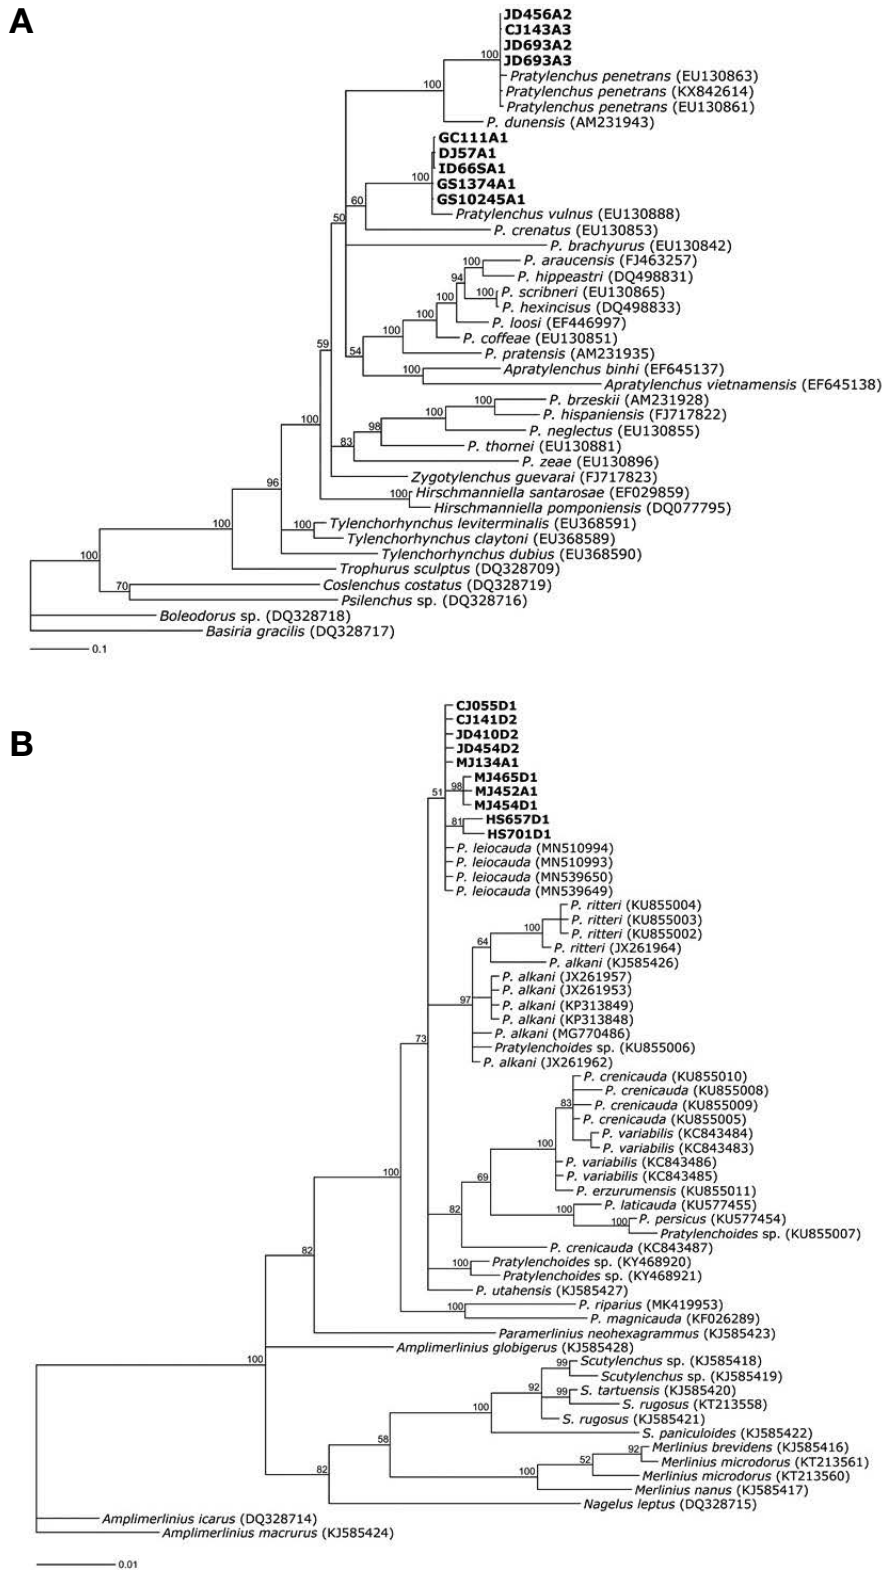 A
JD456A2
CJ143A3
JD693A2
100
JD693A3
Pratylenchus penetrans (EU130863)
100
Pratylenchus penetrans (KX842614)
Pratylenchus penetrans (EU130861)
P. dunensis (AM231943)
GC111A1
DJ57A1
ID66SA1
100
GS1374A1
60
GS10245A1
50
Pratylenchus vulnus (EU130888)
P. crenatus (EU130853)
P. brachyurus (EU130842)
100
P. araucensis (FJ463257)
94
P. hippeastri (DQ498831)
100
100
P. scribneri (EU130865)
P. hexincisus (DQ498833)
100
P. loosi (EF446997)
100
P. coffeae (EU130851)
59
54
P. pratensis (AM231935)
100
Apratylenchus binhi (EF645137)
Apratylenchus vietnamensis (EF645138)
100
P. brzeskii (AM231928)
100
P. hispaniensis (FJ717822)
100
98
P. neglectus (EU130855)
83
P. thornei (EU130881)
P. zeae (EU130896)
96
Zygotylenchus guevarai (FJ717823)
100
Hirschmanniella santarosae (EF029859)
Hirschmanniella pomponiensis (DQ077795)
100
100
Tylenchorhynchus leviterminalis (EU368591)
Tylenchorhynchus claytoni (EU368589)
100
Tylenchorhynchus dubius (EU368590)
Trophurus sculptus (DQ328709)
70
Coslenchus costatus (DQ328719)
Psilenchus sp. (DQ328716)
Boleodorus sp. (DQ328718)
Basiria gracilis (DQ328717)
0.1
B
CJ055D1
CJ141D2
JD410D2
JD454D2
MJ134A1
MJ465D1
51
98
MJ452A1
MJ454D1
81
HS657D1
HS701D1
P. leiocauda (MN510994)
P. leiocauda (MN510993)
P. leiocauda (MN539650)
P. leiocauda (MN539649)
P. ritteri (KU855004)
100
P. ritteri (KU855003)
64
P. ritteri (KU855002)
P. ritteri (JX261964)
P. alkani (KJ585426)
P. alkani (JX261957)
97
P. alkani (JX261953)
P. alkani (KP313849)
P. alkani (KP313848)
73
P. alkani (MG770486)
Pratylenchoides sp. (KU855006)
P. alkani (JX261962)
P. crenicauda (KU855010)
P. crenicauda (KU855008)
83
P. crenicauda (KU855009)
P. crenicauda (KU855005)
P. variabilis (KC843484)
100
P. variabilis (KC843483)
P. variabilis (KC843486)
100
69
P. variabilis (KC843485)
P. erzurumensis (KU855011)
82
100
P. laticauda (KU577455)
100
P. persicus (KU577454)
Pratylenchoides sp. (KU855007)
P. crenicauda (KC843487)
82
100
Pratylenchoides sp. (KY468920)
Pratylenchoides sp. (KY468921)
P. utahensis (KJ585427)
100
P. riparius (MK419953)
P. magnicauda (KF026289)
Paramerlinius neohexagrammus (KJ585423)
Amplimerlinius globigerus (KJ585428)
100
99
Scutylenchus sp. (KJ585418)
Scutylenchus sp. (KJ585419)
92
99
S. tartuensis (KJ585420)
S. rugosus (KT213558)
100
S. rugosus (KJ585421)
S. paniculoides (KJ585422)
58
92
Merlinius brevidens (KJ585416)
52
Merlinius microdorus (KT213561)
82
100
Merlinius microdorus (KT213560)
Merlinius nanus (KJ585417)
Nagelus leptus (DQ328715)
Amplimerlinius icarus (DQ328714)
Amplimerlinius macrurus (KJ585424)
0.01